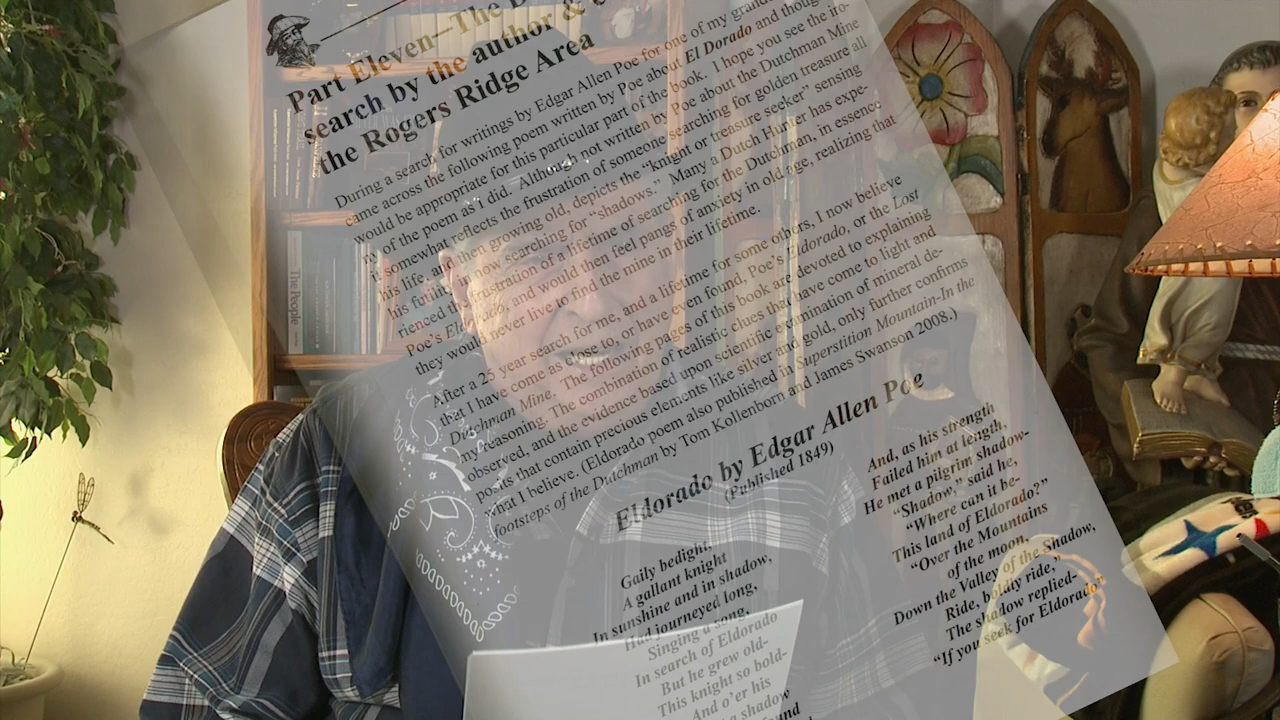 Part Eleven—The
search by the author &
the Rogers Ridge Area
During a search for writings by Edgar Allen Poe for one of my
came across the following poem written by Poe about El Dorado and
would be appropriate for this particular part of the book. I hope you see the iro-
ny of the poem as I did. Although not written by Poe about the Dutchman Mine
it somewhat reflects the frustration of someone searching for golden treasure all
his life and, then growing old, depicts the “knight or treasure seeker” sensing
his now searching for “shadows.” Many a Dutch Hunter has expe-
rienced frustration of a lifetime of searching for the Dutchman, in essence
Poe's Eldorado, and would then feel pangs of anxiety in old age, realizing that
they would never live to find the mine in their lifetime.
After a 25 year search for me, and a lifetime for some others, I now believe
that I have come as close to, or have even found, Poe's Eldorado, or the Lost
Dutchman Mine. The following pages of this book are devoted to explaining
my reasoning. The combination of realistic clues that have come to light and
observed, and the evidence based upon scientific examination of mineral de-
posits that contain precious elements like silver and gold, only further confirms
what I believe. (Eldorado poem also published in Superstition Mountain-In the
footsteps of the Dutchman by Tom Kollenborn and James Swanson 2008.)
Eldorado by Edgar Allen Poe
(Published 1849)
Gaily bedight,
A gallant knight
In sunshine and in shadow,
Had journeyed long,
Singing a song,
In search of Eldorado
But he grew old-
This knight so bold-
And o'er his
a shadow
found
And, as his strength
Failed him at length,
He met a pilgrim shadow-
“Shadow,” said he,
“Where can it be-
This land of Eldorado?”
“Over the Mountains
of the moon,
Down the Valley of the Shadow,
Ride, boldly ride,
The shadow replied-
“If you seek for Eldorado”
The People